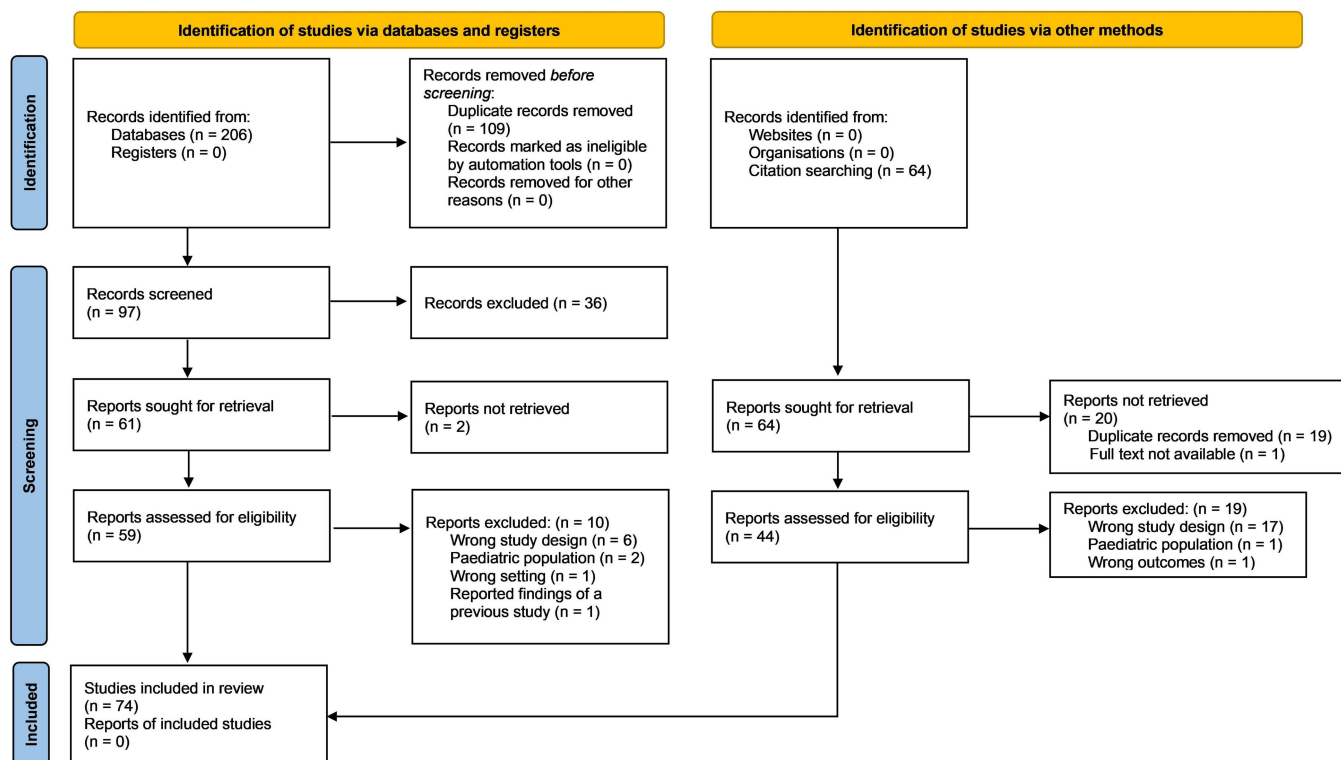 Identification of studies via databases and registers
Identification of studies via other methods
Identification
Records identified from:
Databases (n = 206)
Registers (n = 0)
Records removed before
screening:
Duplicate records removed
(n = 109)
Records marked as ineligible
by automation tools (n = 0)
Records removed for other
reasons (n = 0)
Records identified from:
Websites (n = 0)
Organisations (n = 0)
Citation searching (n = 64)
Screening
Records screened
(n = 97)
Records excluded (n = 36)
Reports sought for retrieval
(n = 61)
Reports not retrieved
(n = 2)
Reports sought for retrieval
(n = 64)
Reports not retrieved
(n = 20)
Duplicate records removed (n = 19)
Full text not available (n = 1)
Reports assessed for eligibility
(n = 59)
Reports excluded: (n = 10)
Wrong study design (n = 6)
Paediatric population (n = 2)
Wrong setting (n = 1)
Reported findings of a
previous study (n = 1)
Reports assessed for eligibility
(n = 44)
Reports excluded: (n = 19)
Wrong study design (n = 17)
Paediatric population (n = 1)
Wrong outcomes (n = 1)
Included
Studies included in review
(n = 74)
Reports of included studies
(n = 0)